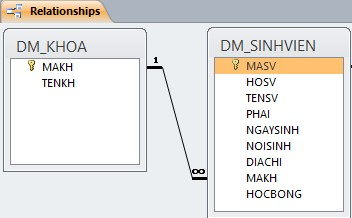 Relationships
DM_KHOA
MAKH
TENKH
1
∞
DM_SINHVIEN
MASV
HOSV
TENSV
PHAI
NGAYSINH
NOISINH
DIACHI
MAKH
HOCBONG